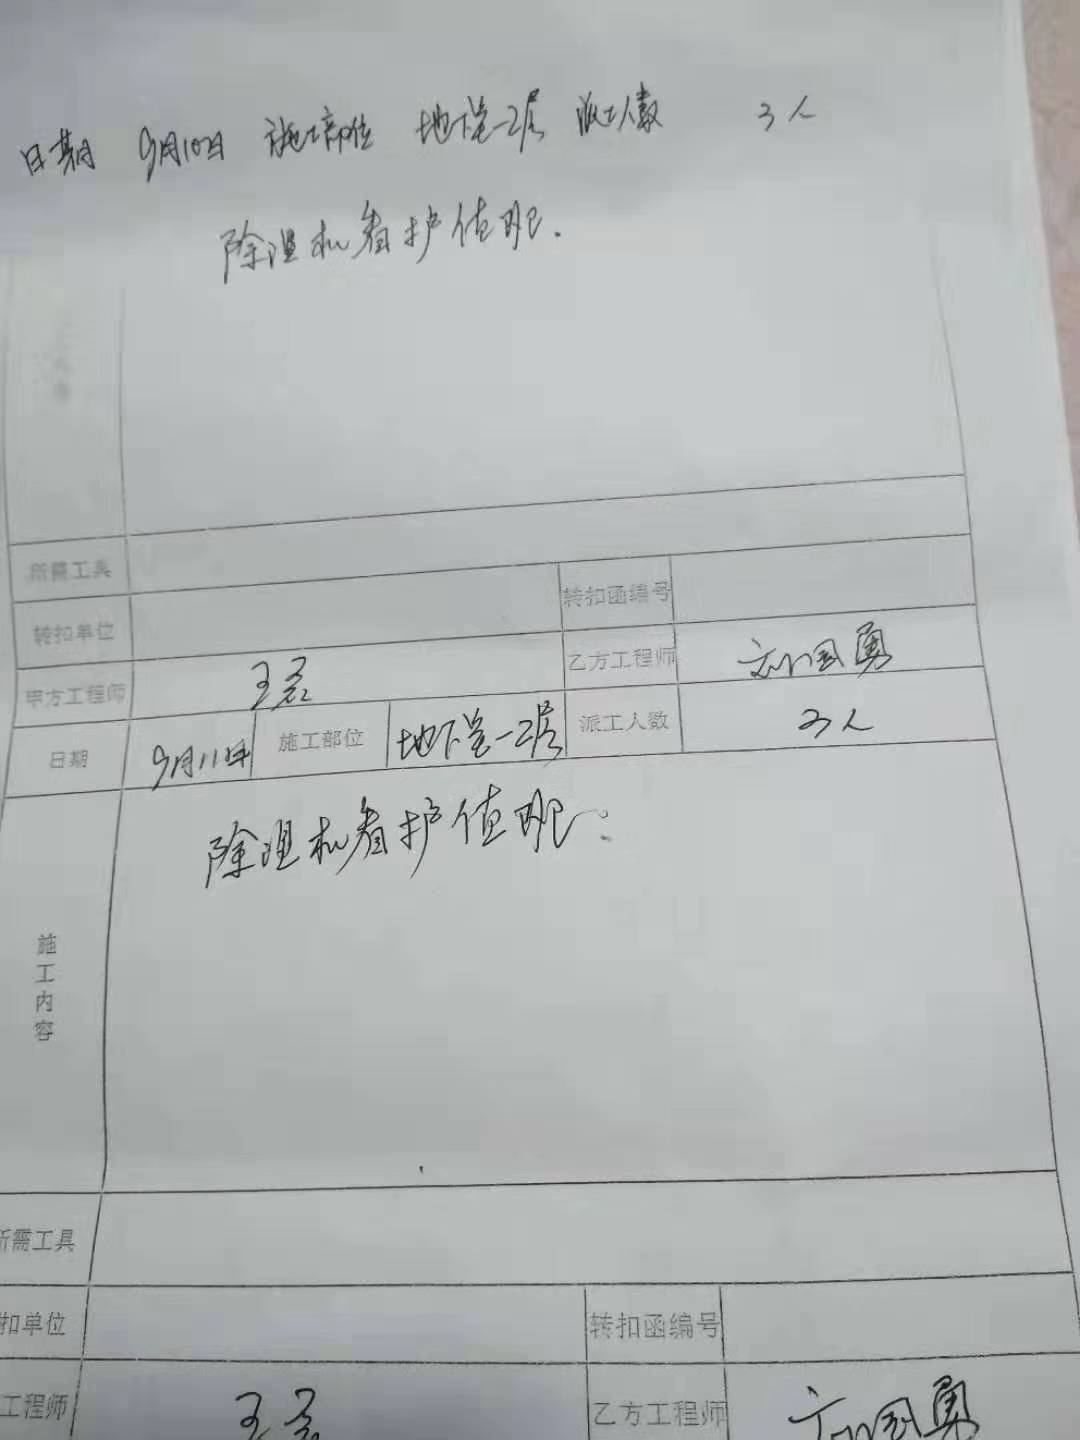 日期 9月10日 施工部位 地下室一2层 派工人数 3人
除湿机看护值班.
所需工具
转扣单位 转扣函编号
甲方工程师 乙方工程师 刘国勇
日期 9月11日 施工部位 地下室一2层 派工人数 3人
施工内容 除湿机看护值班.
所需工具
扣单位 转扣函编号
工程师 乙方工程师 刘国勇